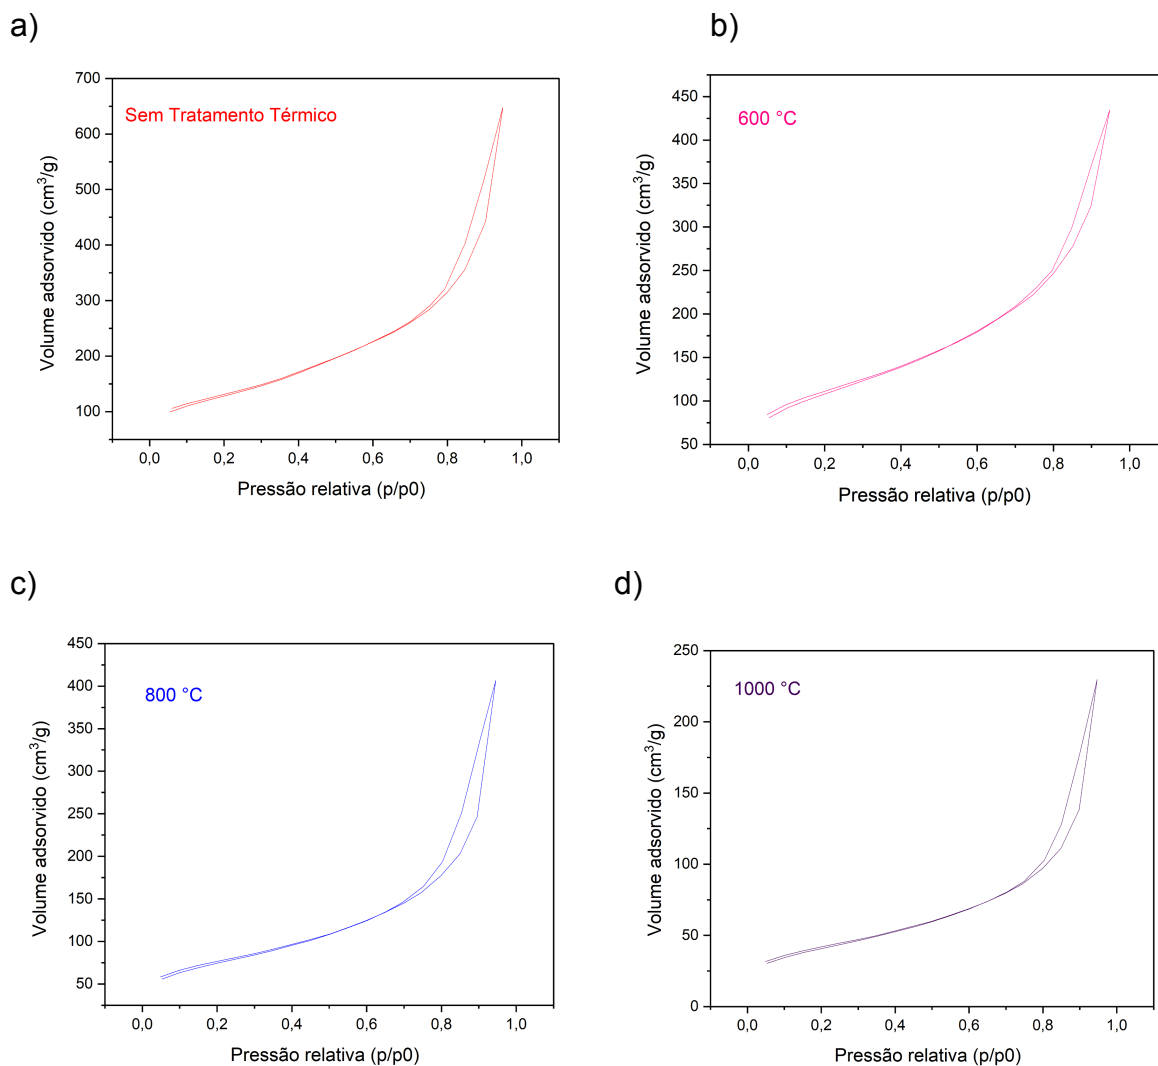 a)
b)
700
600
500
400
300
200
100
Sem Tratamento Térmico
Volume adsorvido (cm³/g)
0,0 0,2 0,4 0,6 0,8 1,0
Pressão relativa (p/p0)
450
400
350
300
250
200
150
100
50
600 °C
Volume adsorvido (cm³/g)
0,0 0,2 0,4 0,6 0,8 1,0
Pressão relativa (p/p0)
c)
d)
450
400
350
300
250
200
150
100
50
800 °C
Volume adsorvido (cm³/g)
0,0 0,2 0,4 0,6 0,8 1,0
Pressão relativa (p/p0)
250
200
150
100
50
0
1000 °C
Volume adsorvido (cm³/g)
0,0 0,2 0,4 0,6 0,8 1,0
Pressão relativa (p/p0)